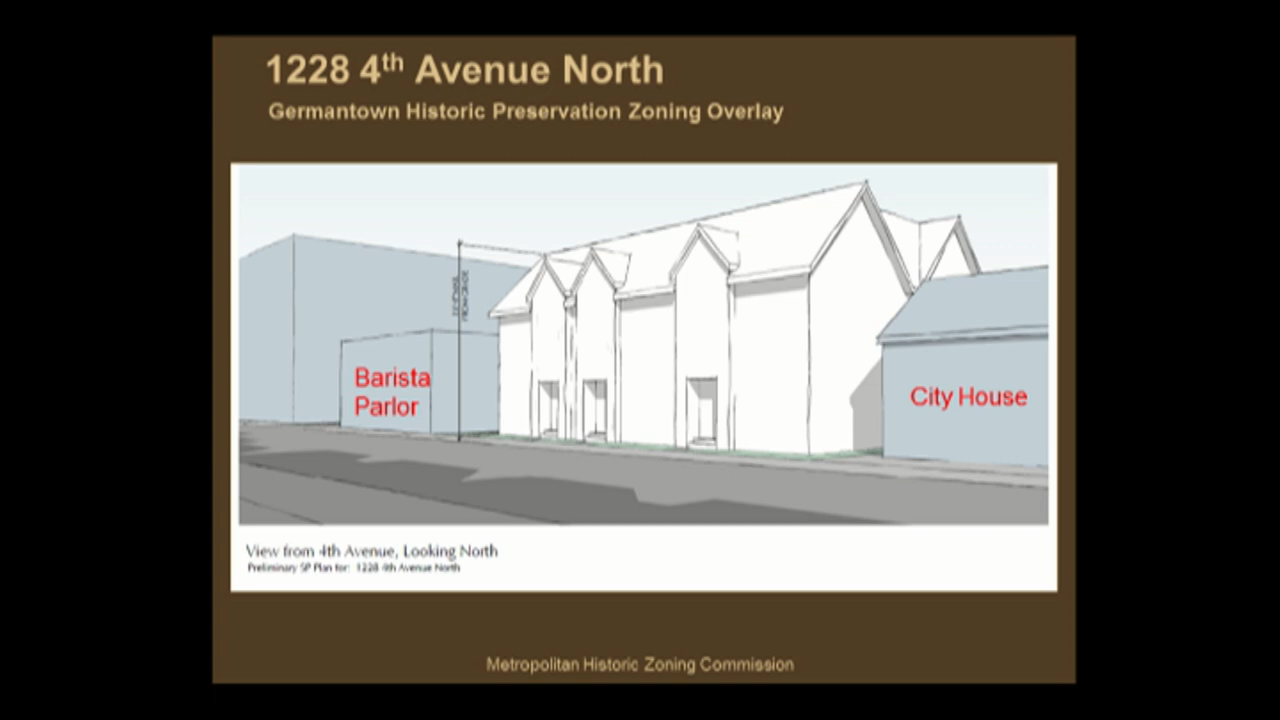 1228 4th Avenue North
Germantown Historic Preservation Zoning Overlay
Barista
Parlor
City House
View from 4th Avenue, Looking North
Preliminary SP Plan for: 1228 4th Avenue North
Metropolitan Historic Zoning Commission